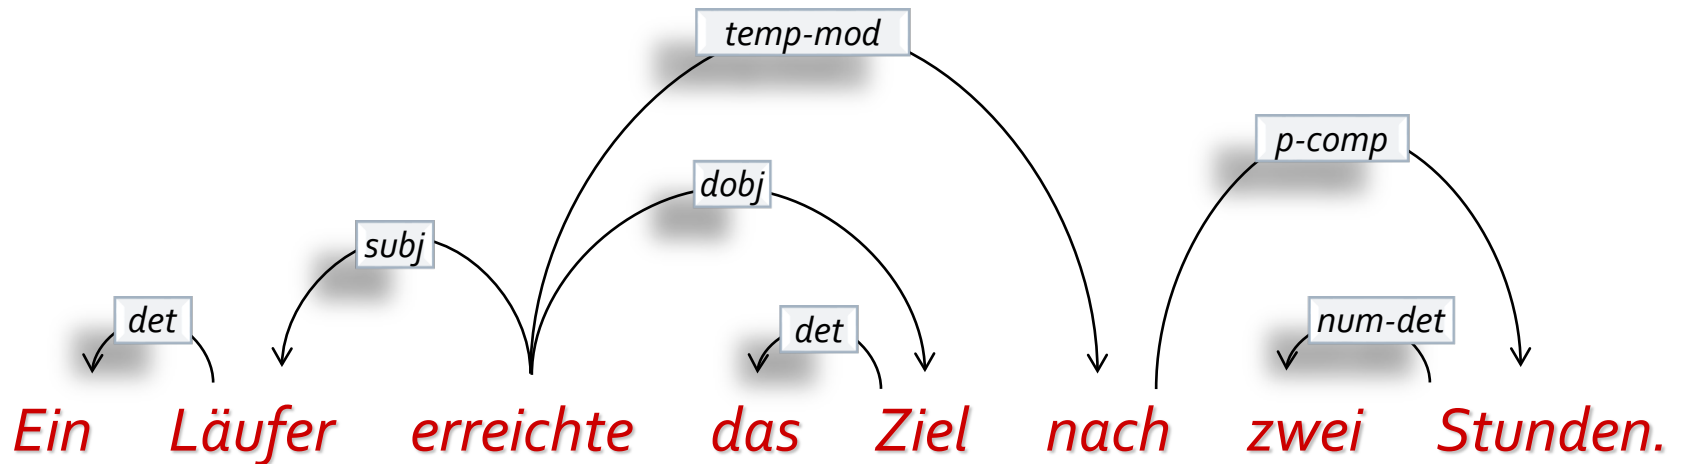 temp-mod
p-comp
dobj
subj
det
det
num-det
Ein Läufer erreichte das Ziel nach zwei Stunden.